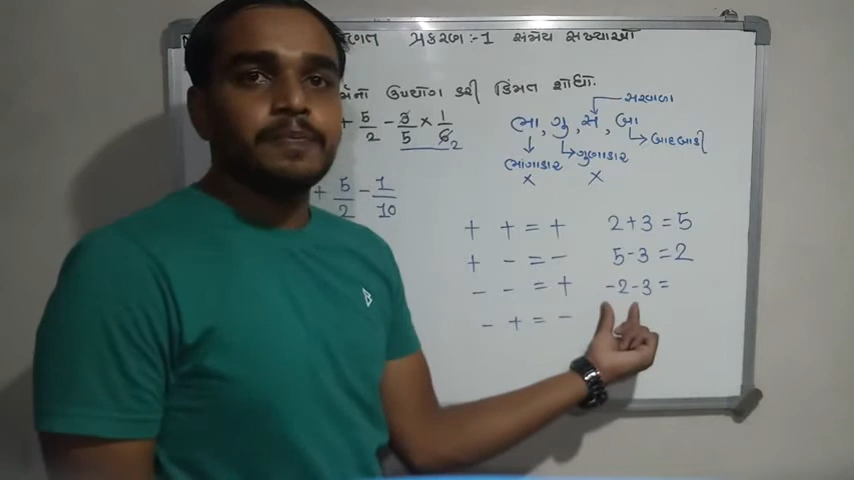 પ્રકરણ :- 1 સંમેય સંખ્યાઓ
ઉપયોગ કરી કિંમત શોધો.
+ 5/2 - 3/5 × 1/6 2
સરવાળા
ભા, ગુ, સ, બા
બાદબાકી
ભાંગાકાર ગુણાકાર
× ×
+ 5/2 - 1/10
+ + = + 2+3 = 5
+ - = - 5-3 = 2
- - = + -2-3 =
- + = -